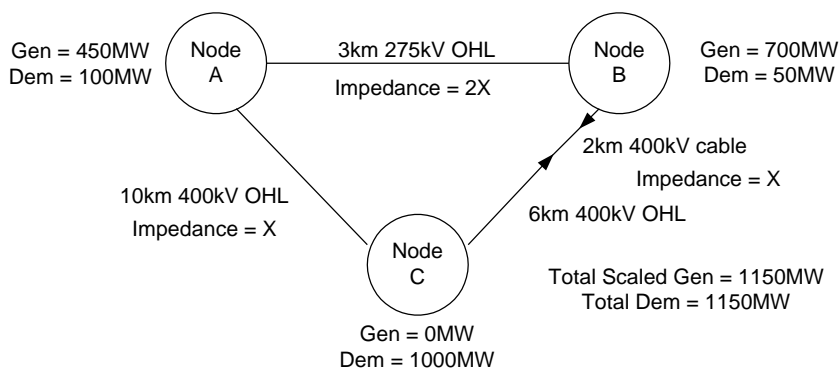 Gen = 450MW
Dem = 100MW
Node
A
3km 275kV OHL
Impedance = 2X
Node
B
Gen = 700MW
Dem = 50MW
2km 400kV cable
Impedance = X
10km 400kV OHL
Impedance = X
6km 400kV OHL
Node
C
Total Scaled Gen = 1150MW
Total Dem = 1150MW
Gen = 0MW
Dem = 1000MW